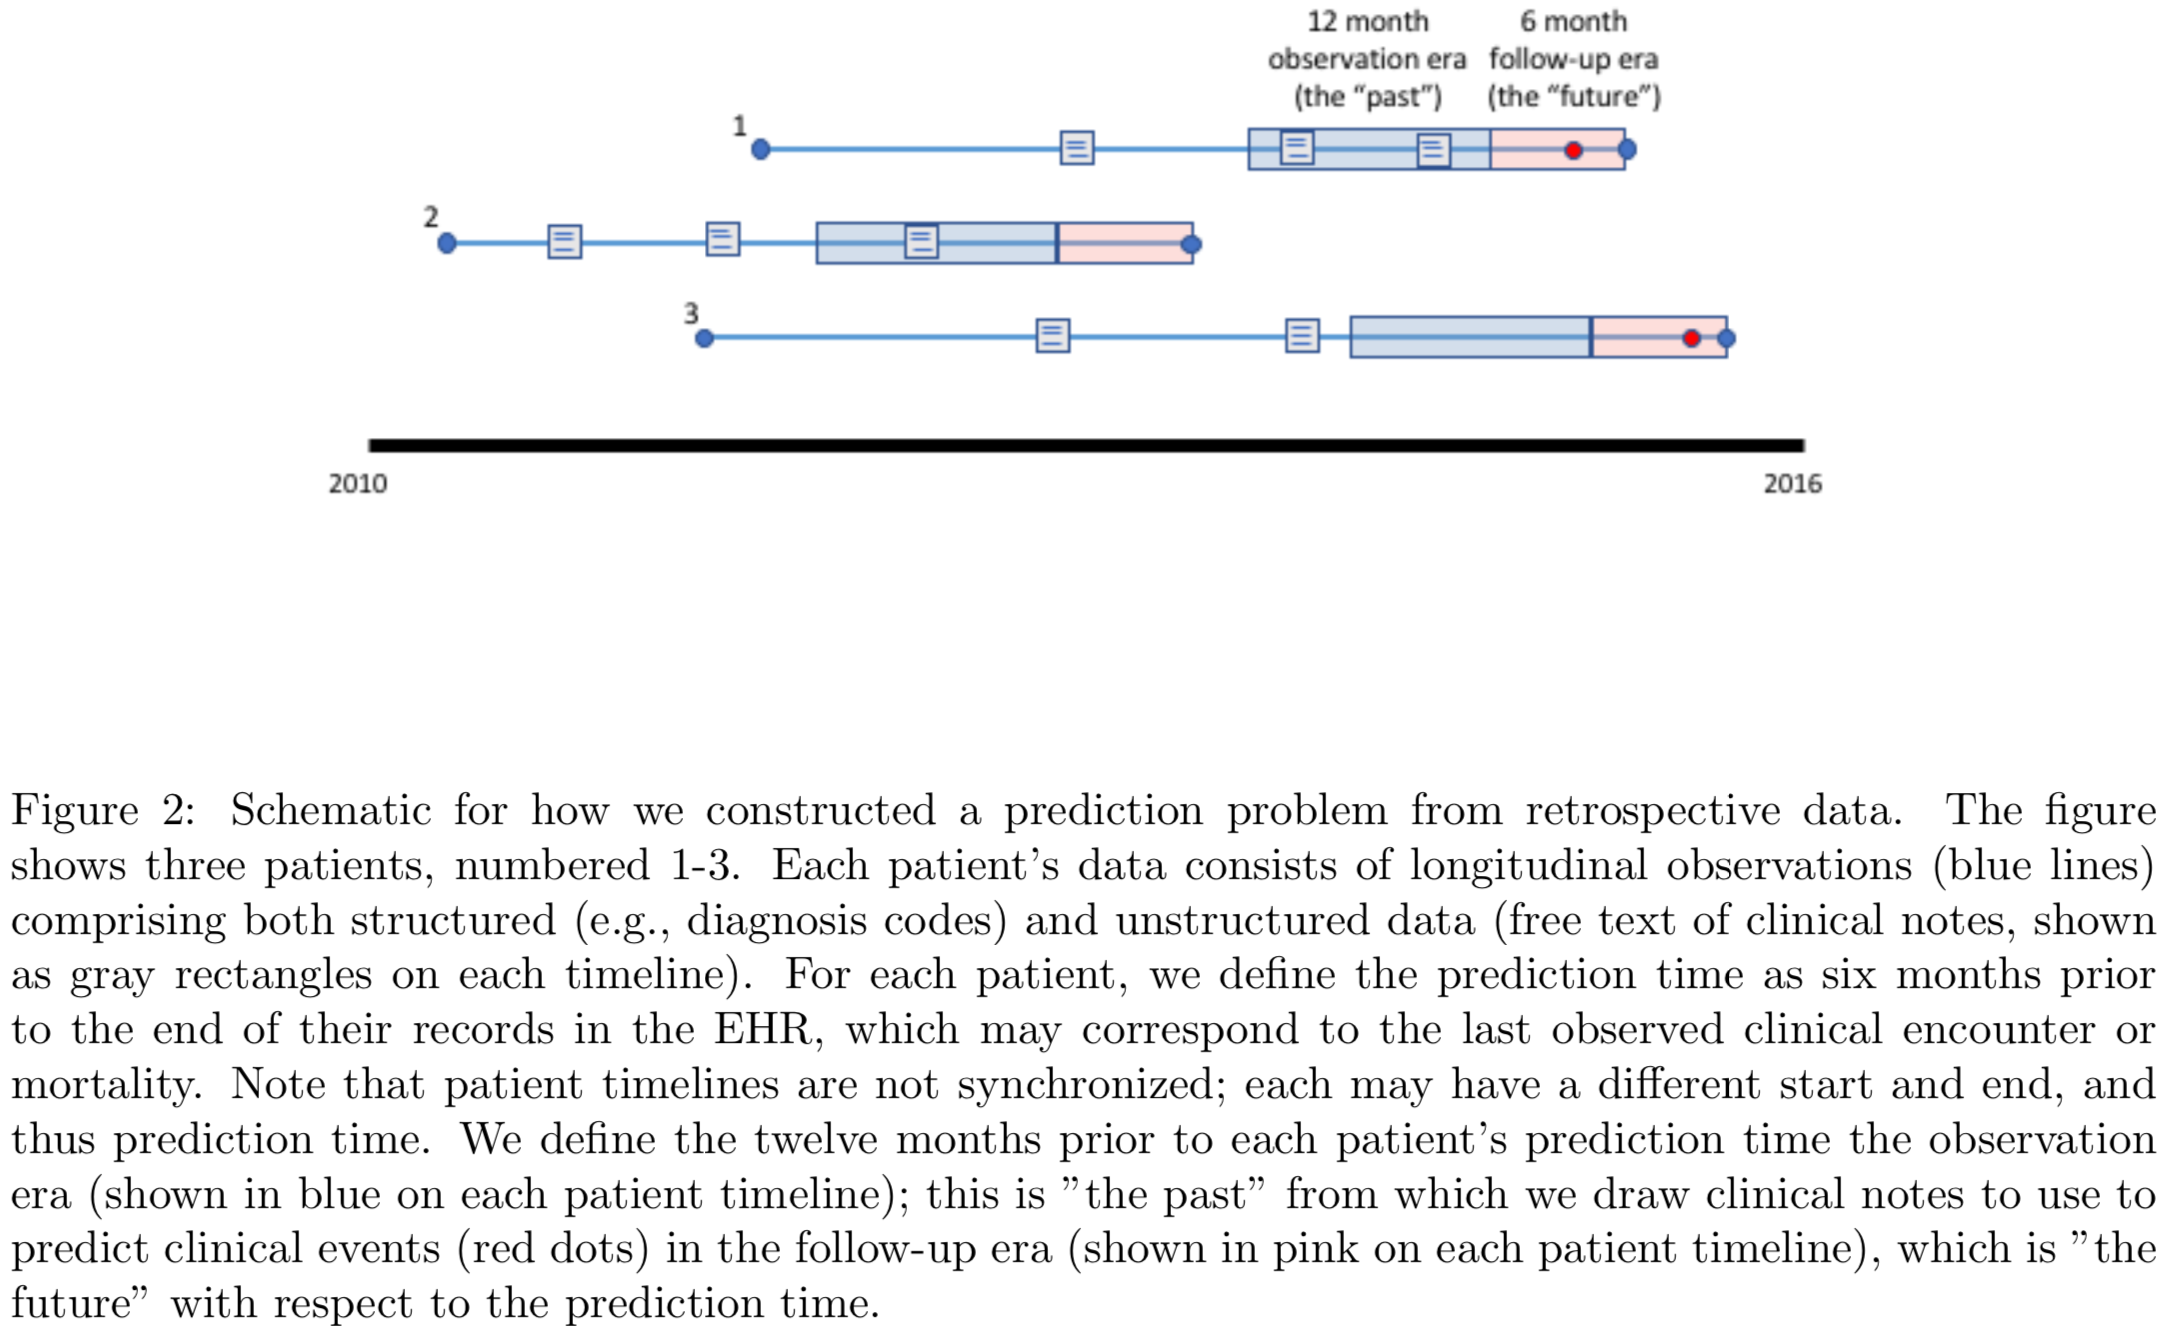 12 month
observation era
(the “past”)
6 month
follow-up era
(the “future”)
1
2
3
2010
2016
Figure 2: Schematic for how we constructed a prediction problem from retrospective data. The figure
shows three patients, numbered 1-3. Each patient’s data consists of longitudinal observations (blue lines)
comprising both structured (e.g., diagnosis codes) and unstructured data (free text of clinical notes, shown
as gray rectangles on each timeline). For each patient, we define the prediction time as six months prior
to the end of their records in the EHR, which may correspond to the last observed clinical encounter or
mortality. Note that patient timelines are not synchronized; each may have a different start and end, and
thus prediction time. We define the twelve months prior to each patient’s prediction time the observation
era (shown in blue on each patient timeline); this is ”the past” from which we draw clinical notes to use to
predict clinical events (red dots) in the follow-up era (shown in pink on each patient timeline), which is ”the
future” with respect to the prediction time.